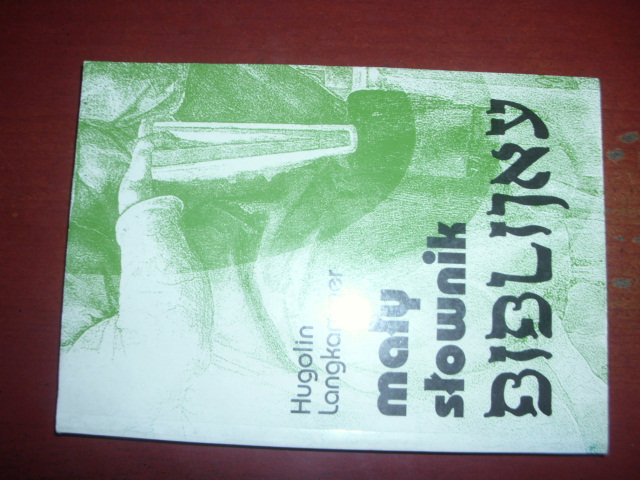 Hugolin
Langkammer
mały
słownik
BIBLIJNY